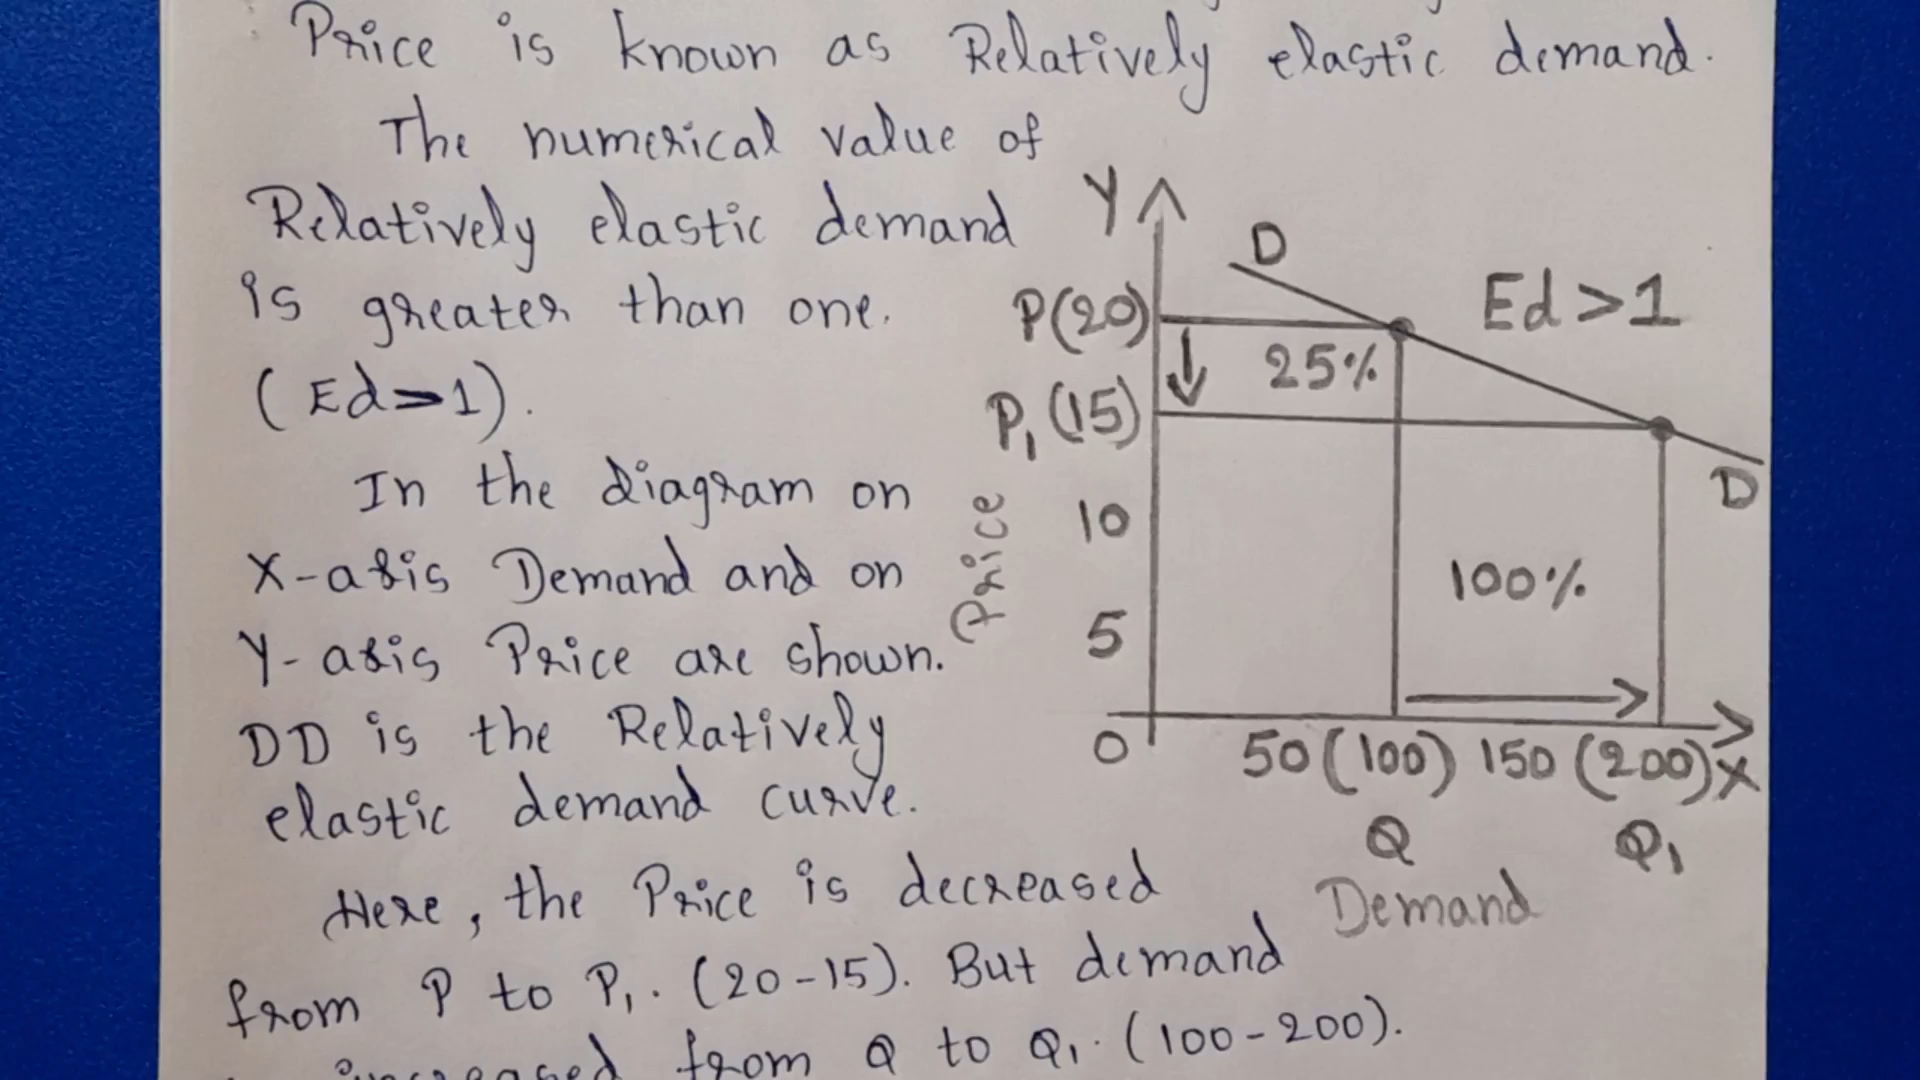 Price is known as Relatively elastic demand.
The numerical value of
Relatively elastic demand
is greater than one.
(Ed>1).
In the diagram on
X-axis Demand and on
Y-axis Price are shown.
DD is the Relatively
elastic demand curve.
Here, the Price is decreased
from P to P₁. (20-15). But demand
increased from Q to Q₁. (100-200).
Y
D
Ed>1
P(20)
25%
P₁(15)
D
10
Price
100%
5
0
50 (100) 150 (200) X
Q Q₁
Demand